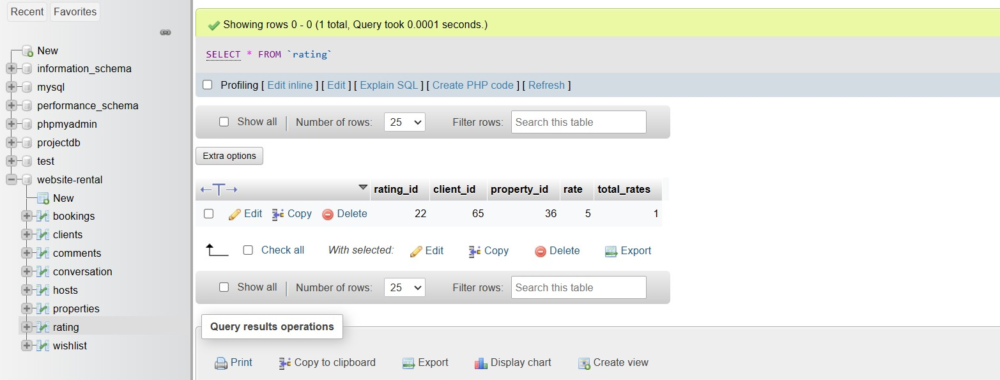 Recent Favorites
New
information_schema
mysql
performance_schema
phpmyadmin
projectdb
test
website-rental
New
bookings
clients
comments
conversation
hosts
properties
rating
wishlist
Showing rows 0 - 0 (1 total, Query took 0.0001 seconds.)
SELECT * FROM `rating`
Profiling [ Edit inline ] [ Edit ] [ Explain SQL ] [ Create PHP code ] [ Refresh ]
Show all | Number of rows: 25 Filter rows: Search this table
Extra options
←T→ rating_id client_id property_id rate total_rates
Edit Copy Delete 22 65 36 5 1
Check all With selected: Edit Copy Delete Export
Show all | Number of rows: 25 Filter rows: Search this table
Query results operations
Print Copy to clipboard Export Display chart Create view